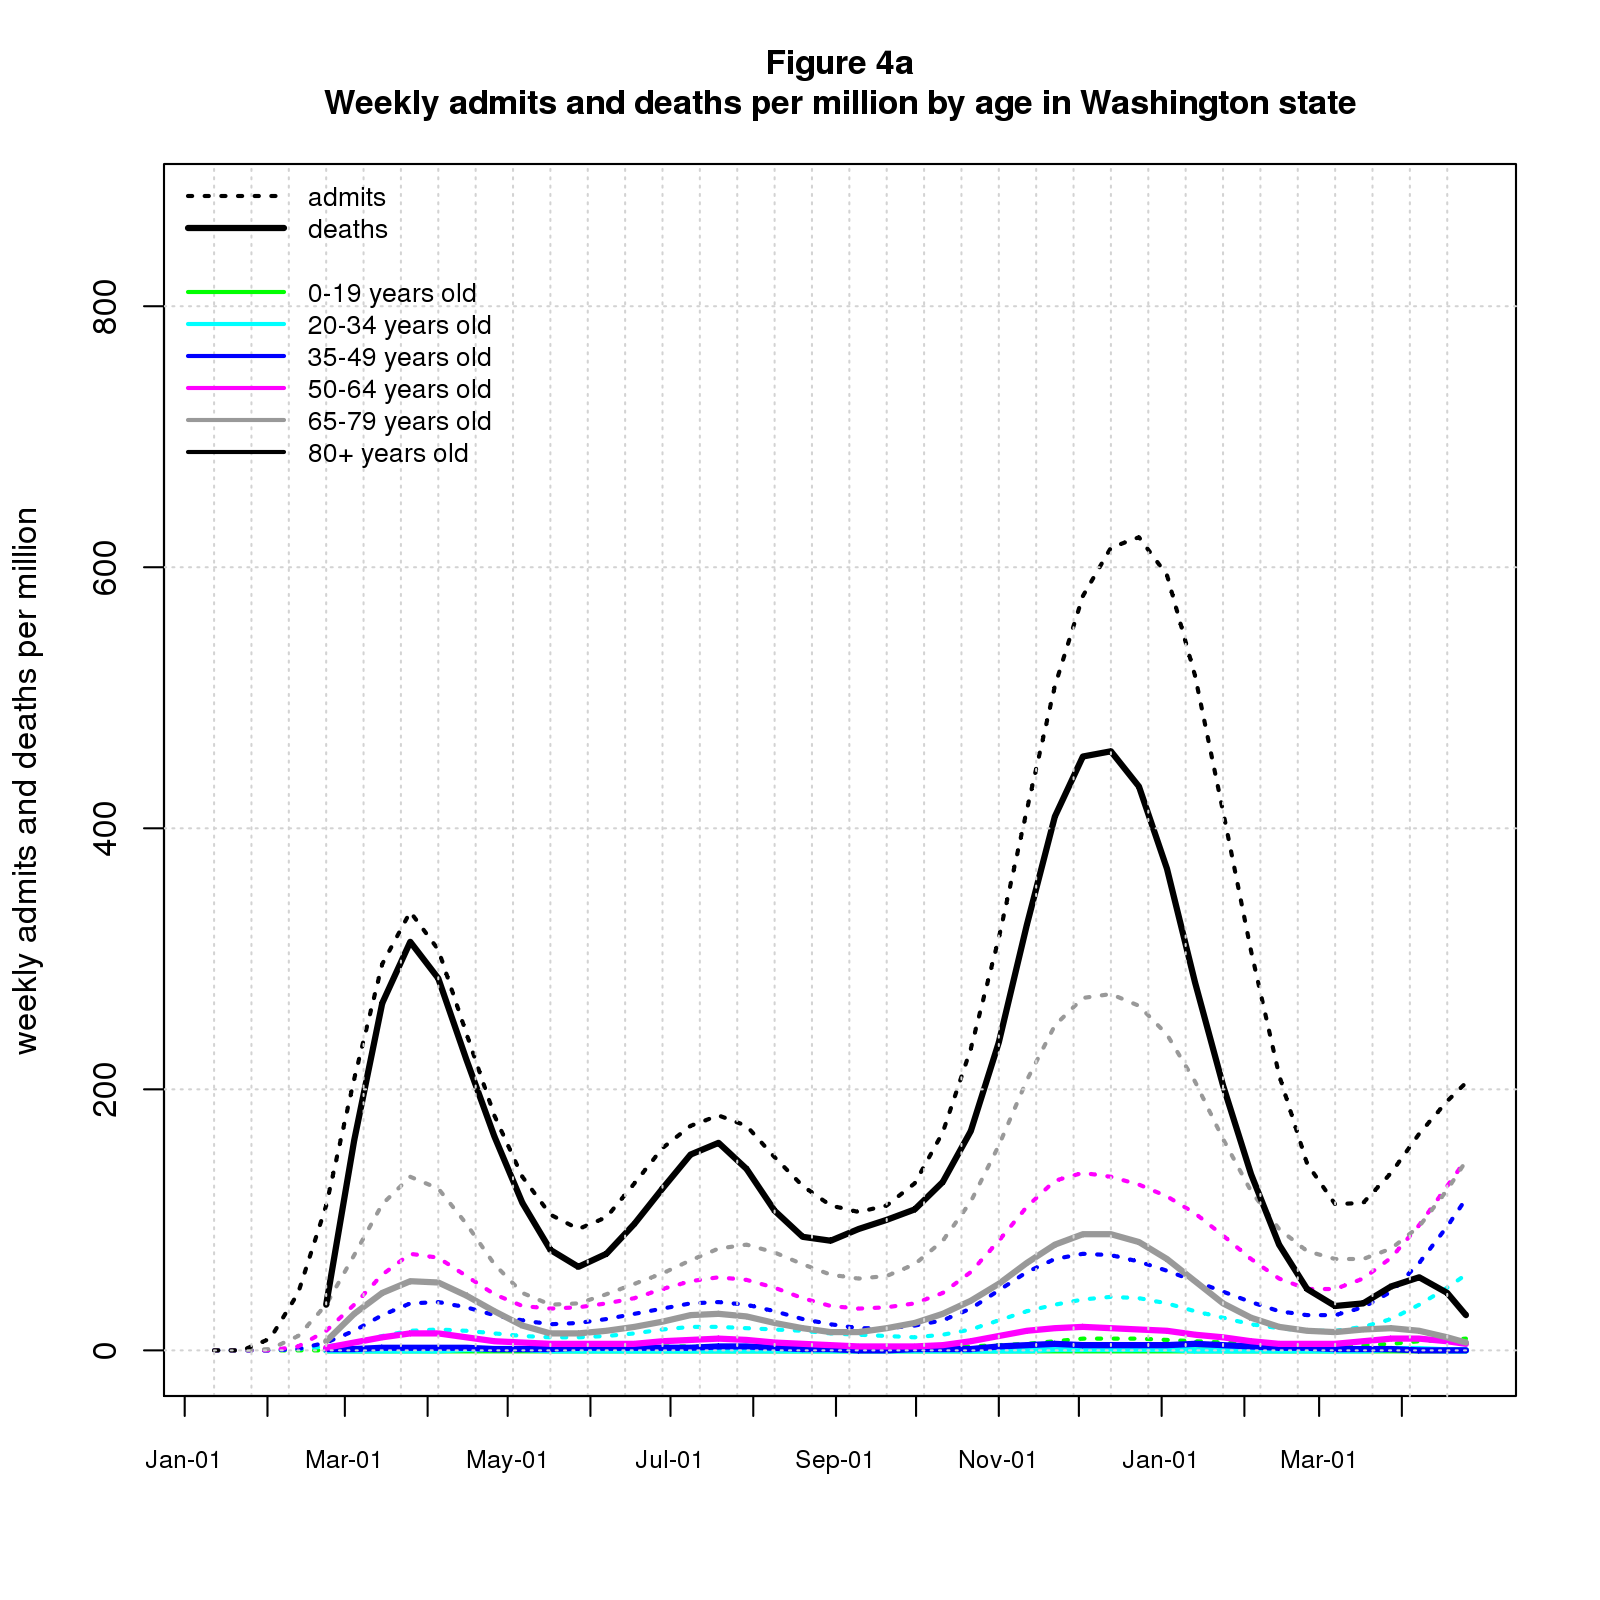 Figure 4a
Weekly admits and deaths per million by age in Washington state
admits
deaths
0-19 years old
20-34 years old
35-49 years old
50-64 years old
65-79 years old
80+ years old
weekly admits and deaths per million
800
600
400
200
0
Jan-01 Mar-01 May-01 Jul-01 Sep-01 Nov-01 Jan-01 Mar-01